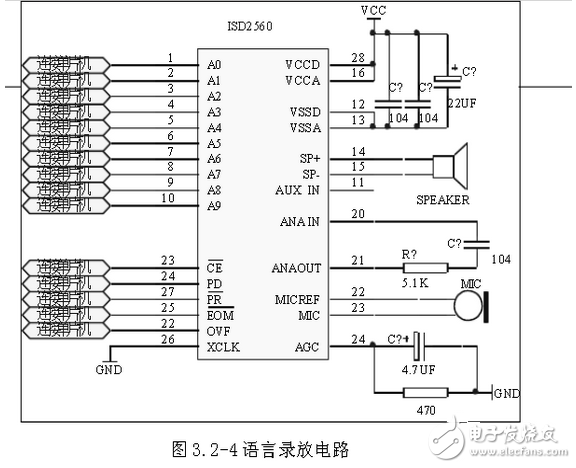 VCC
ISD2560
连接单片机 1 A0 VCCD 28
连接单片机 2 A1 VCCA 16
连接单片机 3 A2
连接单片机 4 A3 VSSD 12
连接单片机 5 A4 VSSA 13
连接单片机 6 A5
连接单片机 7 A6 SP+ 14
连接单片机 8 A7 SP- 15
连接单片机 9 A8 AUX IN 11
连接单片机 10 A9
C? 104
C? 104
C? + 22UF
SPEAKER
ANA IN 20
C? 104
连接单片机 23 CE ANAOUT 21
R? 5.1K
连接单片机 24 PD
连接单片机 27 PR MICREF 22
连接单片机 25 EOM MIC 23
MIC
连接单片机 22 OVF
26 XCLK AGC 24
GND
C? + 4.7UF
470
GND
图 3.2-4 语言录放电路
电子发烧友
www.elecfans.com